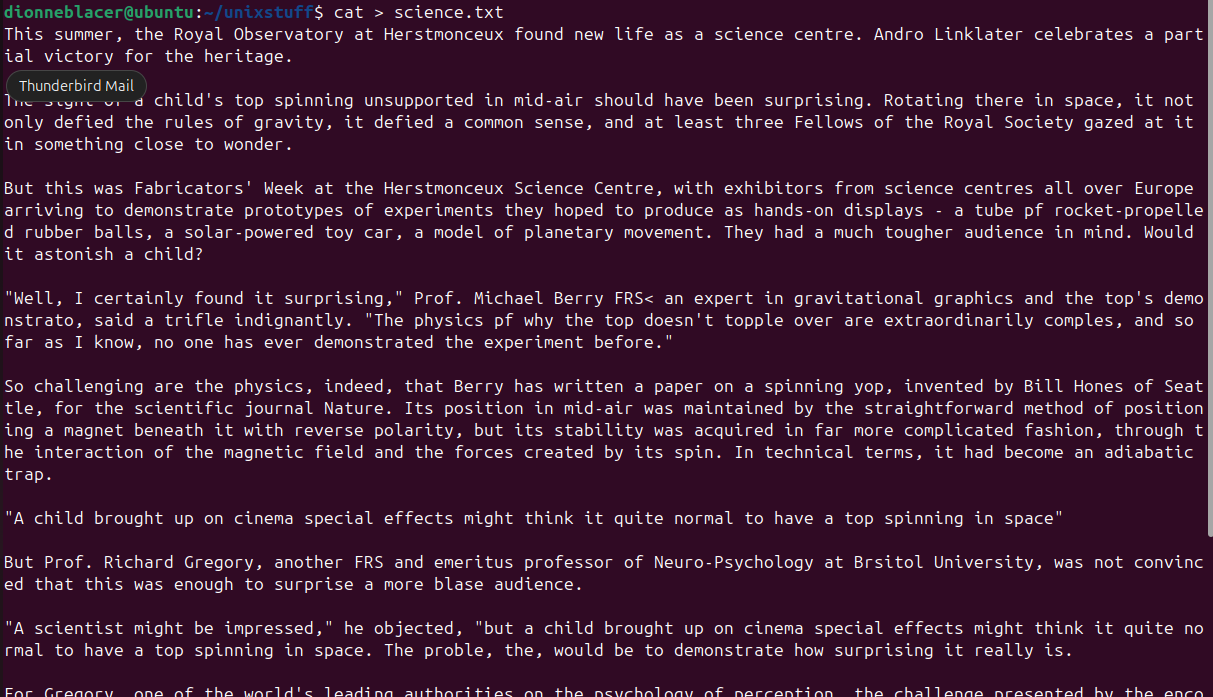 dionneblacer@ubuntu:~/unixstuff$ cat > science.txt
This summer, the Royal Observatory at Herstmonceux found new life as a science centre. Andro Linklater celebrates a part
ial victory for the heritage.
Thunderbird Mail
The sight of a child's top spinning unsupported in mid-air should have been surprising. Rotating there in space, it not
only defied the rules of gravity, it defied a common sense, and at least three Fellows of the Royal Society gazed at it
in something close to wonder.
But this was Fabricators' Week at the Herstmonceux Science Centre, with exhibitors from science centres all over Europe
arriving to demonstrate prototypes of experiments they hoped to produce as hands-on displays - a tube pf rocket-propelle
d rubber balls, a solar-powered toy car, a model of planetary movement. They had a much tougher audience in mind. Would
it astonish a child?
"Well, I certainly found it surprising," Prof. Michael Berry FRS< an expert in gravitational graphics and the top's demo
nstrato, said a trifle indignantly. "The physics pf why the top doesn't topple over are extraordinarily comples, and so
far as I know, no one has ever demonstrated the experiment before."
So challenging are the physics, indeed, that Berry has written a paper on a spinning yop, invented by Bill Hones of Seat
tle, for the scientific journal Nature. Its position in mid-air was maintained by the straightforward method of position
ing a magnet beneath it with reverse polarity, but its stability was acquired in far more complicated fashion, through t
he interaction of the magnetic field and the forces created by its spin. In technical terms, it had become an adiabatic
trap.
"A child brought up on cinema special effects might think it quite normal to have a top spinning in space"
But Prof. Richard Gregory, another FRS and emeritus professor of Neuro-Psychology at Brsitol University, was not convinc
ed that this was enough to surprise a more blase audience.
"A scientist might be impressed," he objected, "but a child brought up on cinema special effects might think it quite no
rmal to have a top spinning in space. The proble, the, would be to demonstrate how surprising it really is.
For Gregory, one of the world's leading authorities on the psychology of perception, the challenge presented by the enco